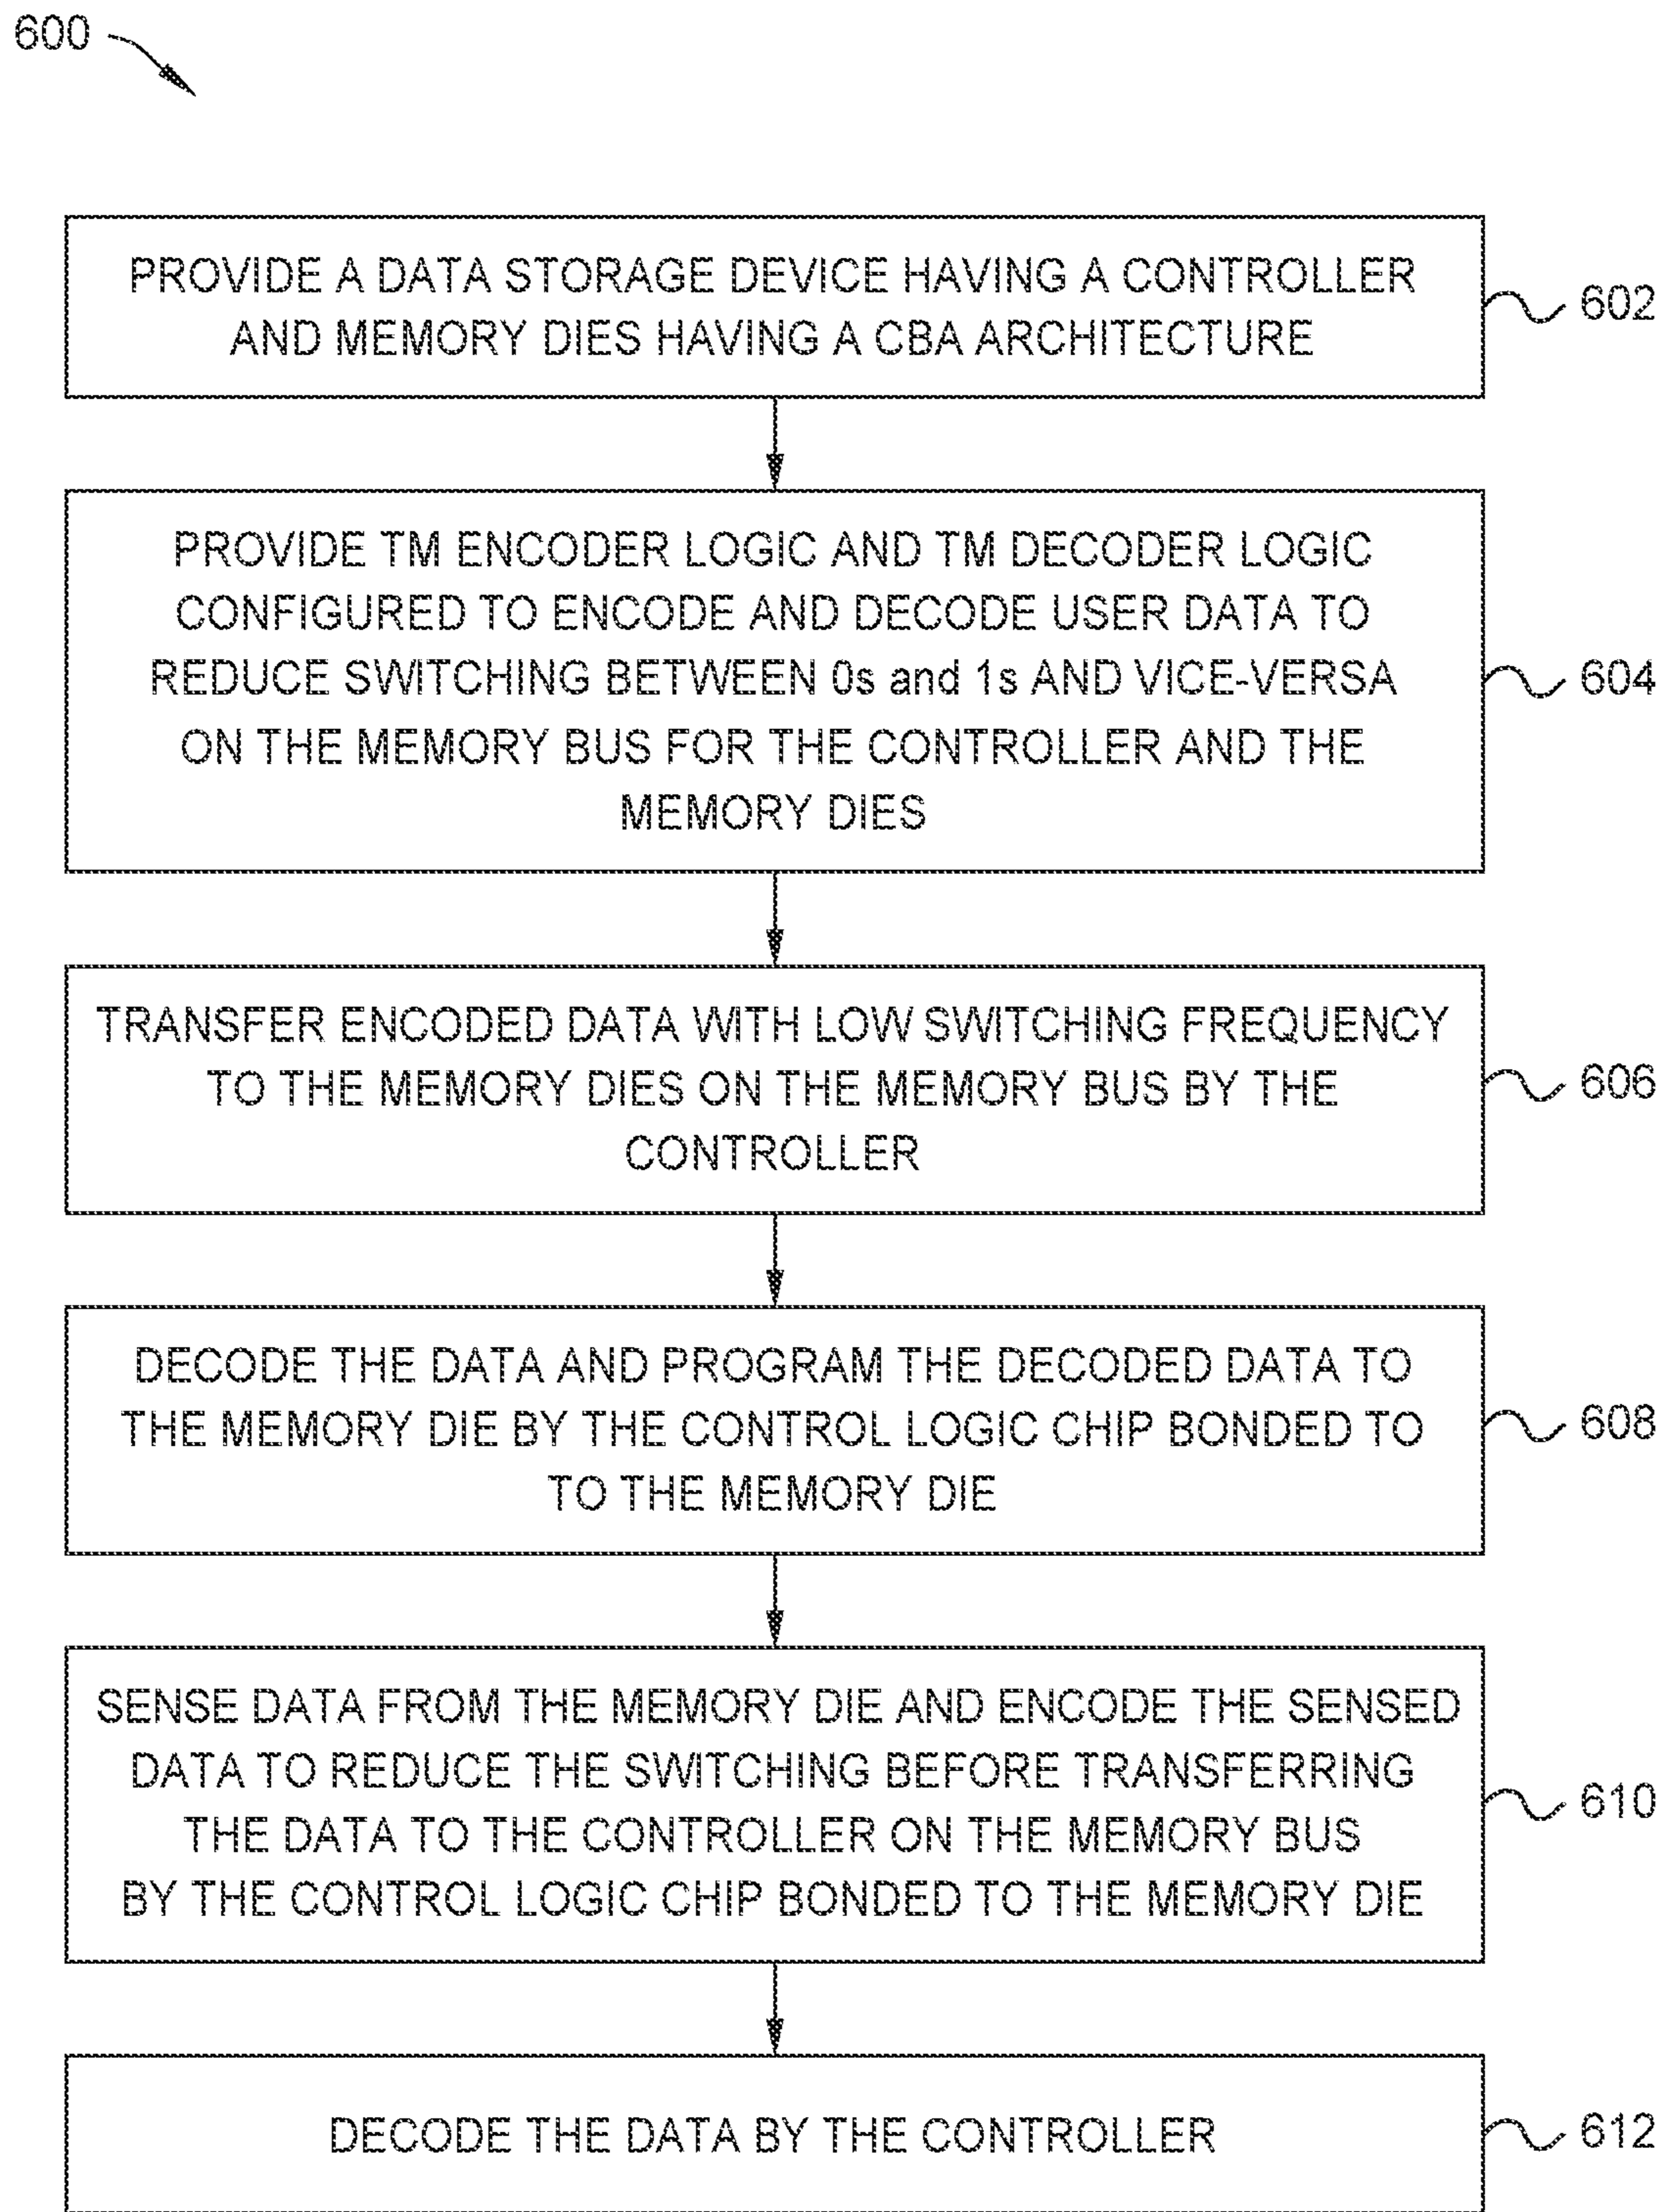 600
PROVIDE A DATA STORAGE DEVICE HAVING A CONTROLLER
AND MEMORY DIES HAVING A CBA ARCHITECTURE
602
PROVIDE TM ENCODER LOGIC AND TM DECODER LOGIC
CONFIGURED TO ENCODE AND DECODE USER DATA TO
REDUCE SWITCHING BETWEEN 0s and 1s AND VICE-VERSA
ON THE MEMORY BUS FOR THE CONTROLLER AND THE
MEMORY DIES
604
TRANSFER ENCODED DATA WITH LOW SWITCHING FREQUENCY
TO THE MEMORY DIES ON THE MEMORY BUS BY THE
CONTROLLER
606
DECODE THE DATA AND PROGRAM THE DECODED DATA TO
THE MEMORY DIE BY THE CONTROL LOGIC CHIP BONDED TO
TO THE MEMORY DIE
608
SENSE DATA FROM THE MEMORY DIE AND ENCODE THE SENSED
DATA TO REDUCE THE SWITCHING BEFORE TRANSFERRING
THE DATA TO THE CONTROLLER ON THE MEMORY BUS
BY THE CONTROL LOGIC CHIP BONDED TO THE MEMORY DIE
610
DECODE THE DATA BY THE CONTROLLER
612